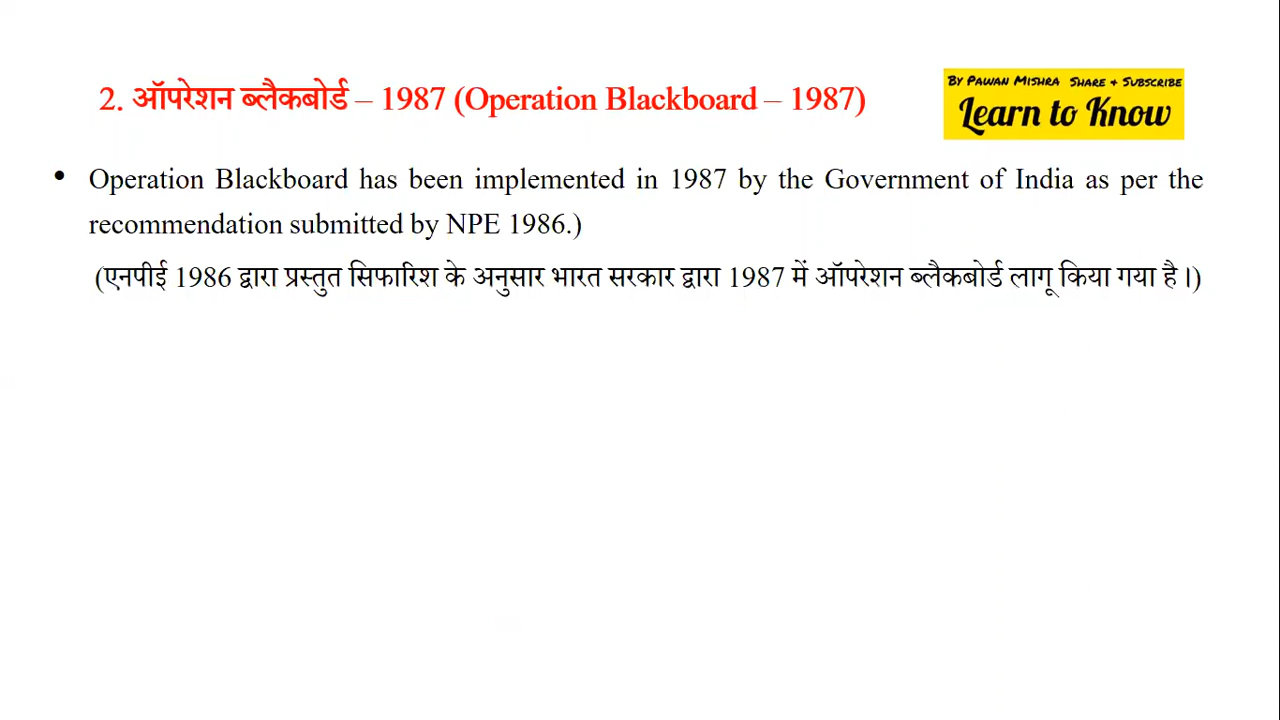 2. ऑपरेशन ब्लैकबोर्ड – 1987 (Operation Blackboard – 1987)
By Pawan Mishra Share + Subscribe
Learn to Know
• Operation Blackboard has been implemented in 1987 by the Government of India as per the
recommendation submitted by NPE 1986.)
(एनपीई 1986 द्वारा प्रस्तुत सिफारिश के अनुसार भारत सरकार द्वारा 1987 में ऑपरेशन ब्लैकबोर्ड लागू किया गया है।)